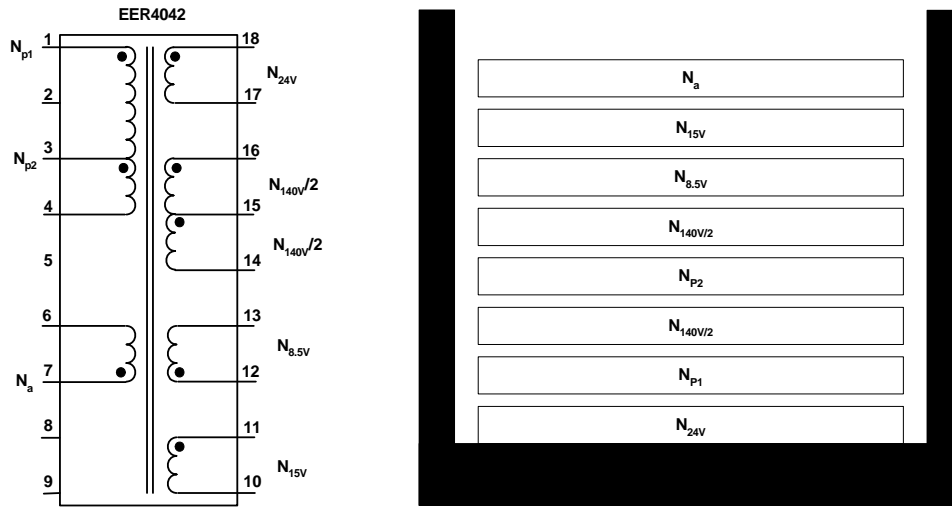 EER4042
N_p1
1
2
3
N_p2
4
5
6
7
N_a
8
9
18
N_24V
17
16
N_140V/2
15
N_140V/2
14
13
N_8.5V
12
11
N_15V
10
N_a
N_15V
N_8.5V
N_140V/2
N_P2
N_140V/2
N_P1
N_24V